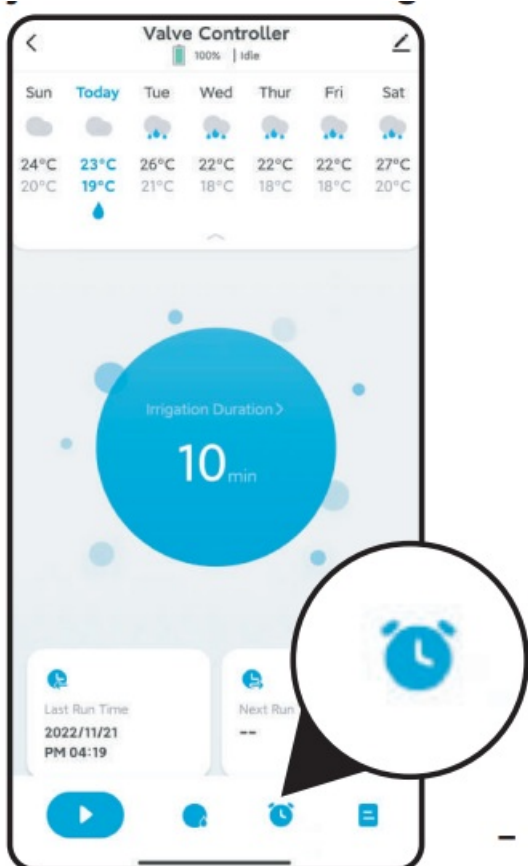 Valve Controller
100% | Idle
Sun Today Tue Wed Thur Fri Sat
24°C 23°C 26°C 22°C 22°C 22°C 27°C
20°C 19°C 21°C 18°C 18°C 18°C 20°C
Irrigation Duration >
10 min
Last Run Time
2022/11/21
PM 04:19
Next Run
--